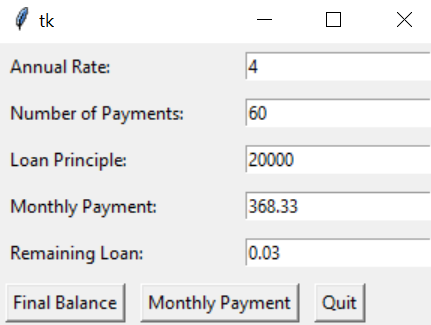 tk
Annual Rate: 4
Number of Payments: 60
Loan Principle: 20000
Monthly Payment: 368.33
Remaining Loan: 0.03
Final Balance Monthly Payment Quit